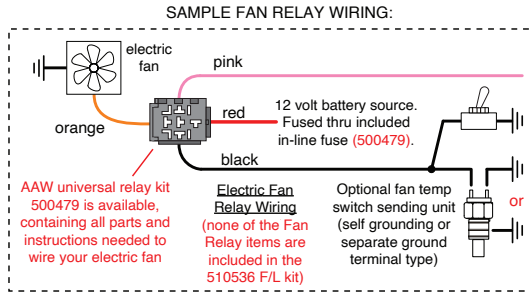 SAMPLE FAN RELAY WIRING:
electric
fan
pink
orange
red
12 volt battery source.
Fused thru included
in-line fuse (500479).
black
AAW universal relay kit
500479 is available,
containing all parts and
instructions needed to
wire your electric fan
Electric Fan
Relay Wiring
(none of the Fan
Relay items are
included in the
510536 F/L kit)
Optional fan temp
switch sending unit
(self grounding or
separate ground
terminal type)
or